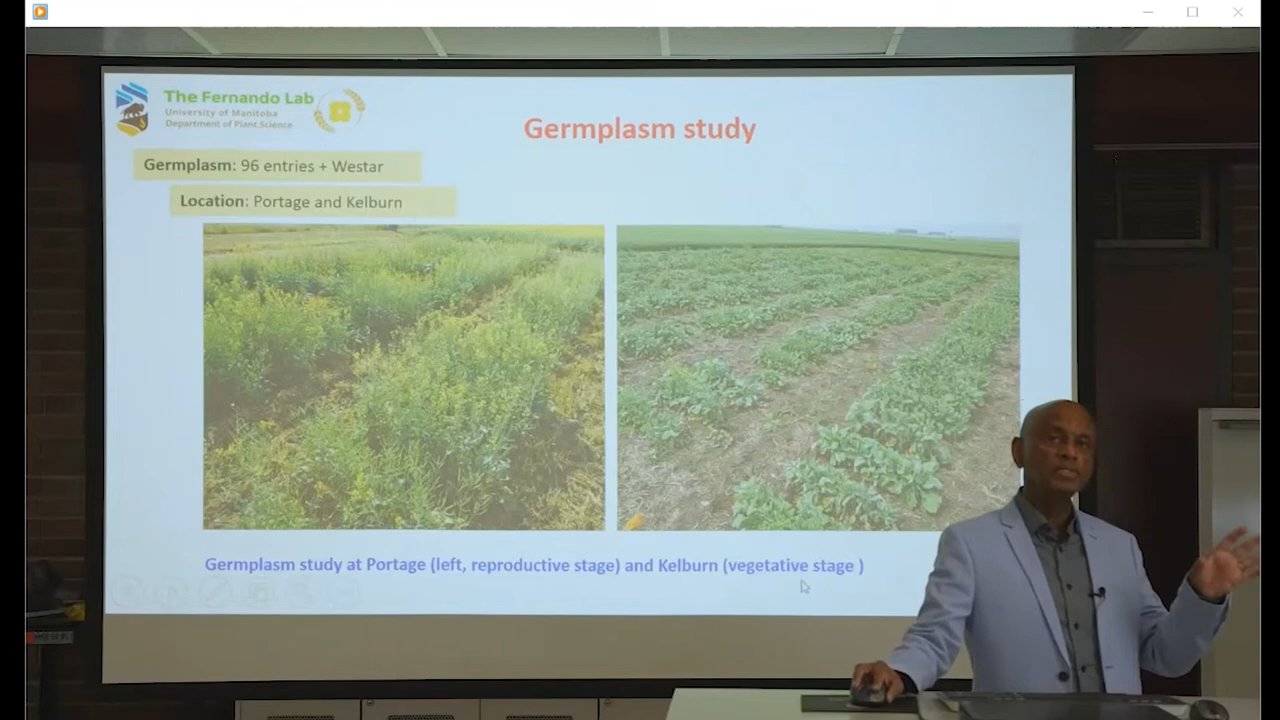 The Fernando Lab
University of Manitoba
Department of Plant Science
Germplasm study
Germplasm: 96 entries + Westar
Location: Portage and Kelburn
Germplasm study at Portage (left, reproductive stage) and Kelburn (vegetative stage )